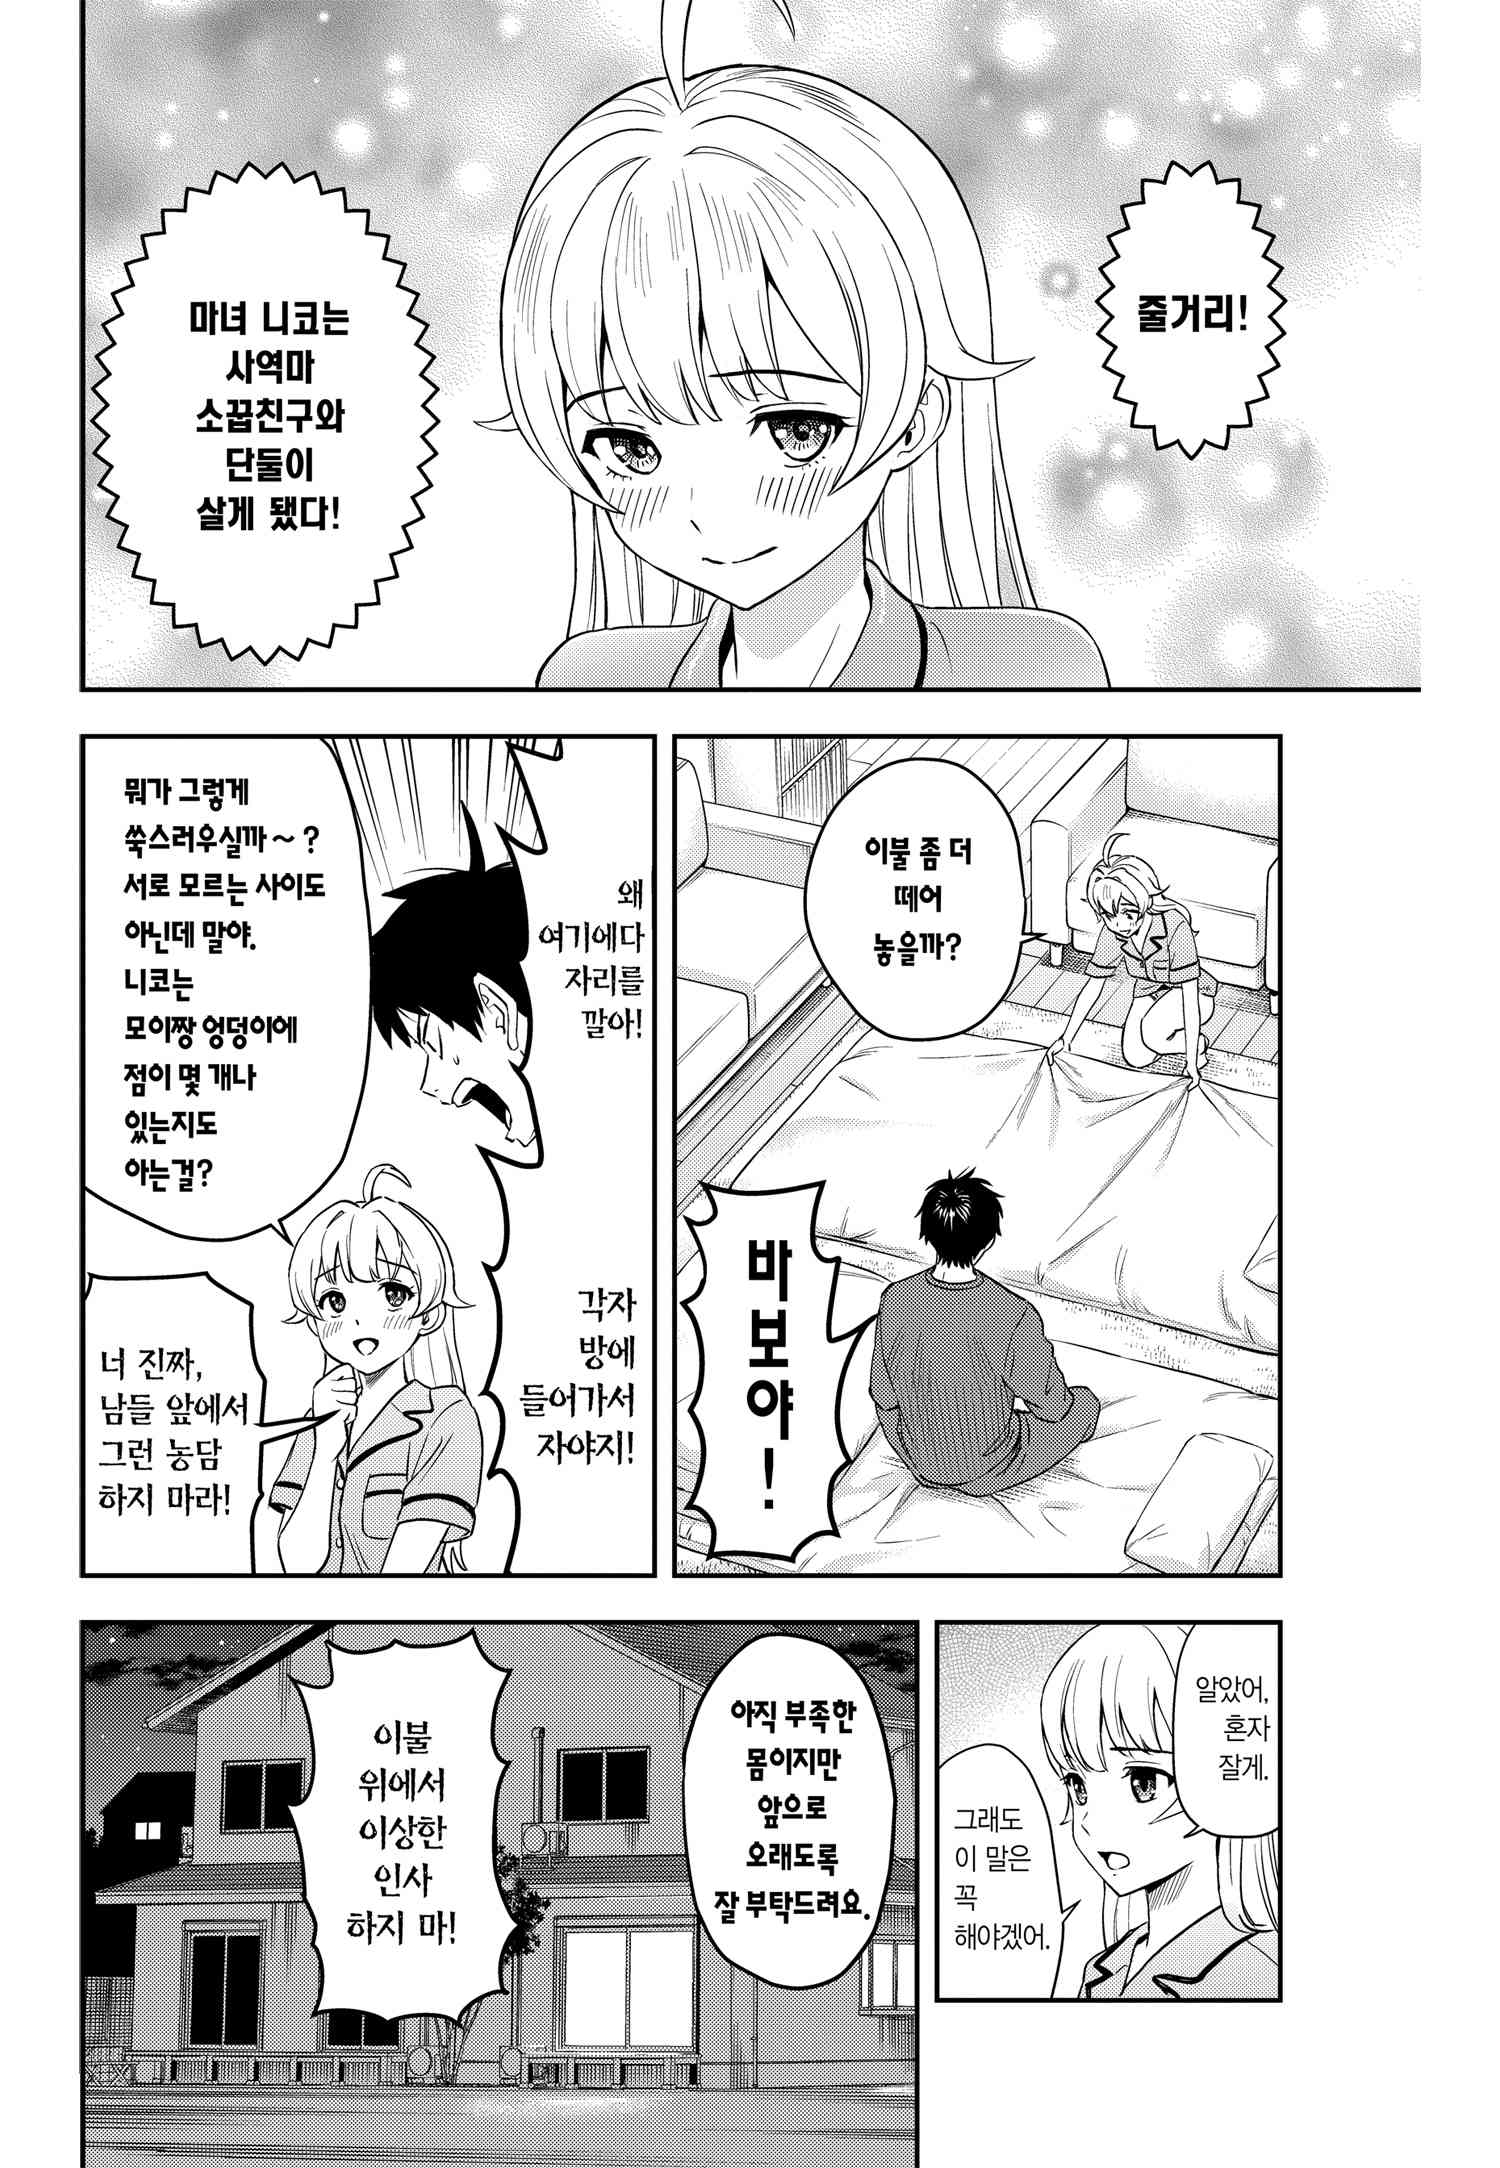 줄거리!
마녀 니코는
사역마
소꿉친구와
단둘이
살게 됐다!
이불 좀 더
떼어
놓을까?
바보야!
왜
여기에다
자리를
깔아!
각자
방에
들어가서
자야지!
뭐가 그렇게
쑥스러우실까~?
서로 모르는 사이도
아닌데 말야.
니코는
모이짱 엉덩이에
점이 몇 개나
있는지도
아는걸?
너 진짜,
남들 앞에서
그런 농담
하지 마라!
알았어,
혼자
잘게.
그래도
이 말은
꼭
해야겠어.
아직 부족한
몸이지만
앞으로
오래도록
잘 부탁드려요.
이불
위에서
이상한
인사
하지 마!